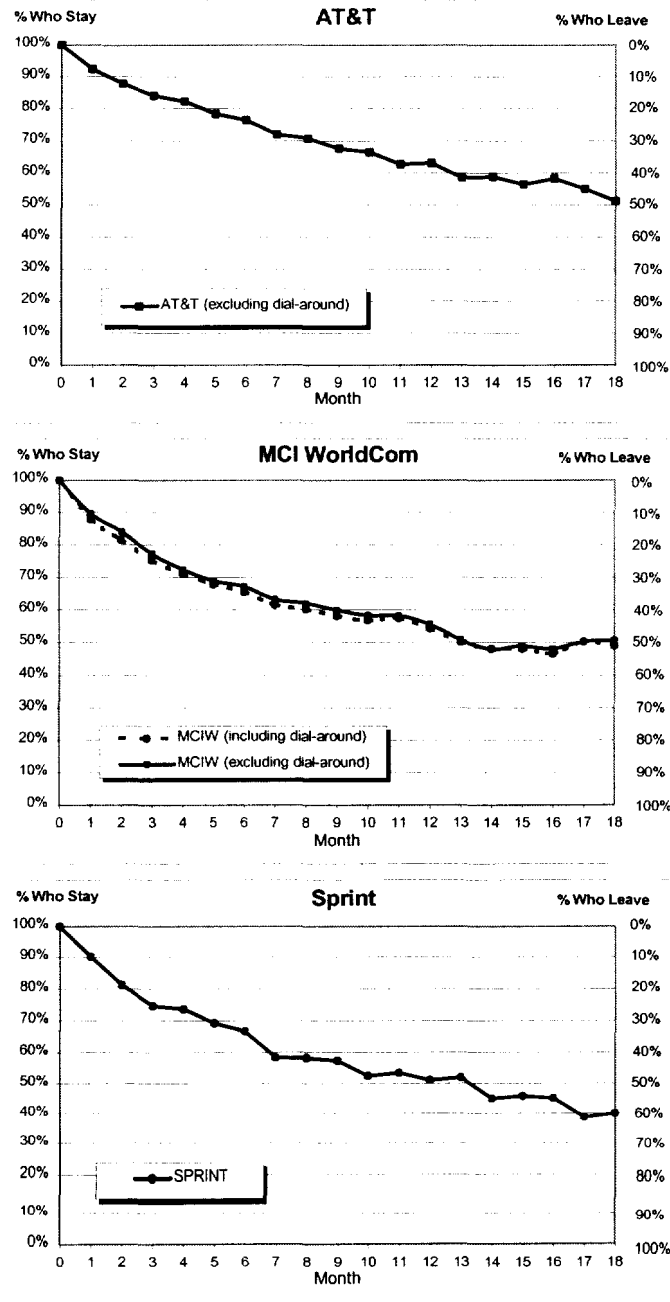 % Who Stay AT&T % Who Leave
100% 0%
90% 10%
80% 20%
70% 30%
60% 40%
50% 50%
40% 60%
30% 70%
20% 80%
10% 90%
0% 100%
AT&T (excluding dial-around)
0 1 2 3 4 5 6 7 8 9 10 11 12 13 14 15 16 17 18
Month
% Who Stay MCI WorldCom % Who Leave
100% 0%
90% 10%
80% 20%
70% 30%
60% 40%
50% 50%
40% 60%
30% 70%
20% 80%
10% 90%
0% 100%
MCIW (including dial-around)
MCIW (excluding dial-around)
0 1 2 3 4 5 6 7 8 9 10 11 12 13 14 15 16 17 18
Month
% Who Stay Sprint % Who Leave
100% 0%
90% 10%
80% 20%
70% 30%
60% 40%
50% 50%
40% 60%
30% 70%
20% 80%
10% 90%
0% 100%
SPRINT
0 1 2 3 4 5 6 7 8 9 10 11 12 13 14 15 16 17 18
Month